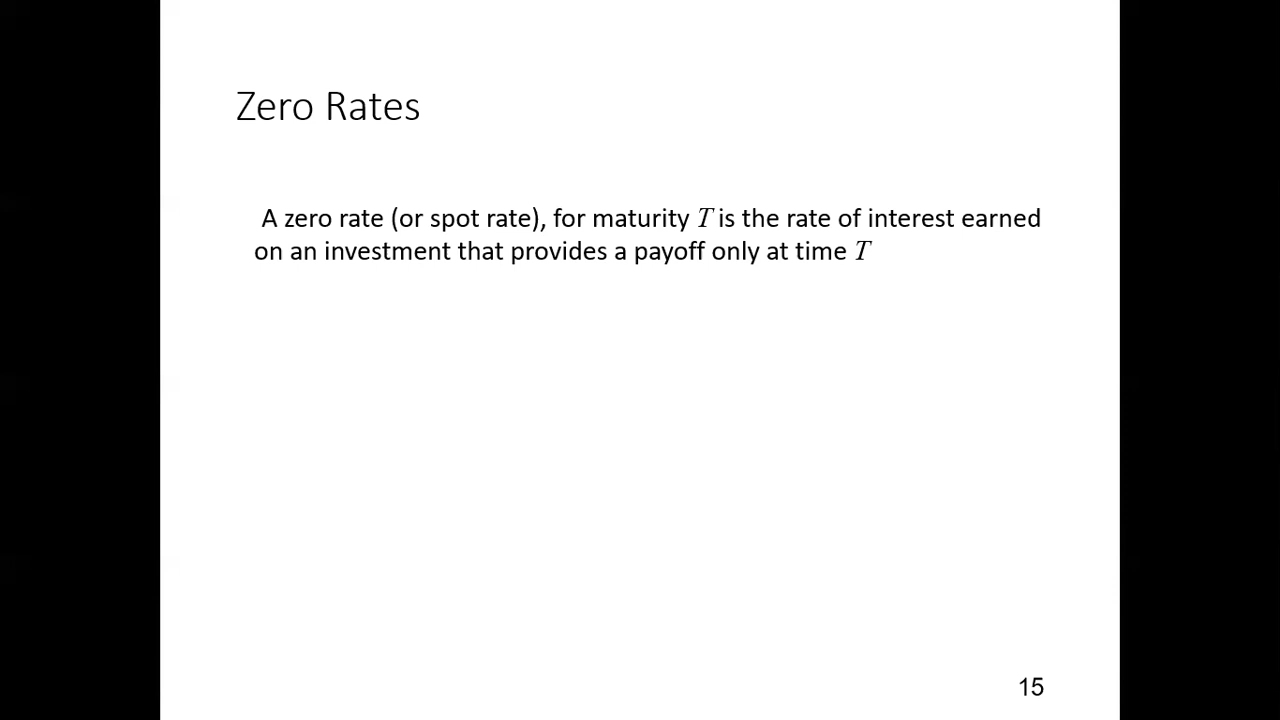 Zero Rates
A zero rate (or spot rate), for maturity T is the rate of interest earned
on an investment that provides a payoff only at time T
15